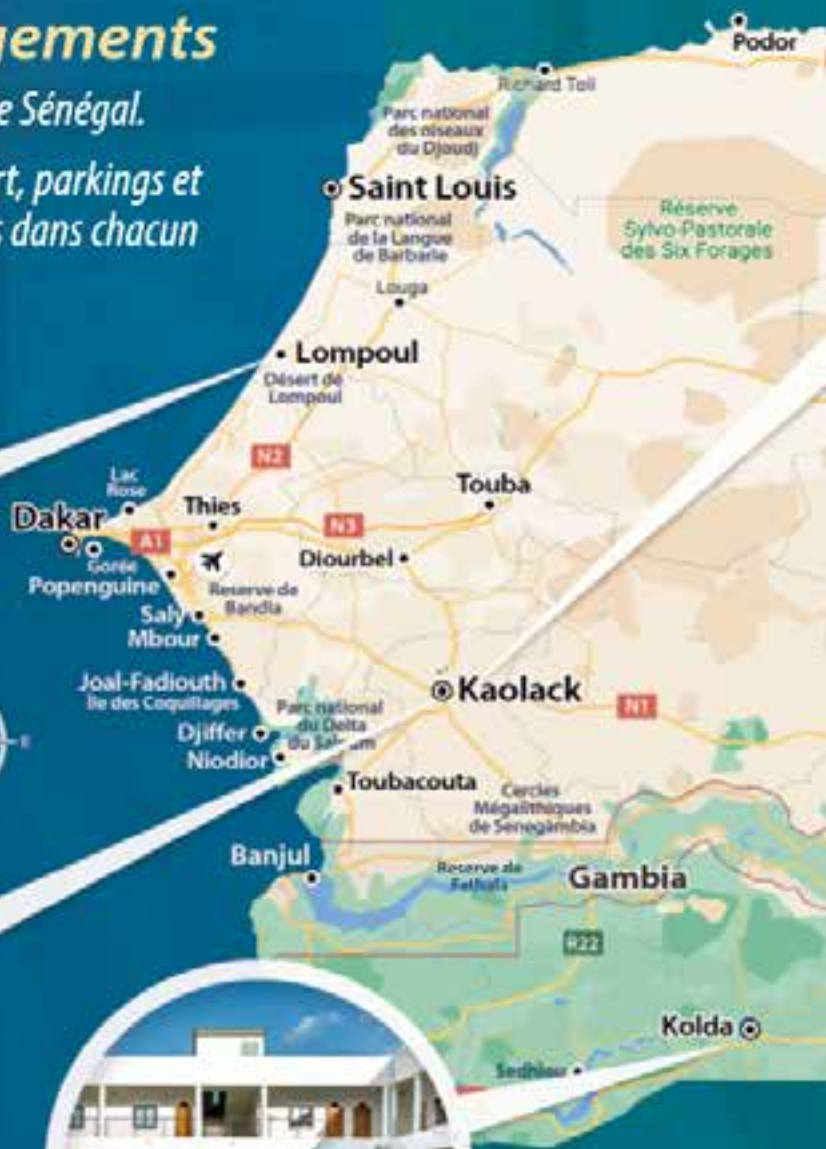 gements
e Sénégal.
rt, parkings et
s dans chacun
Podor
Richard Toll
Parc national
des oiseaux
du Djoudj
Saint Louis
Parc national
de la Langue
de Barbarie
Réserve
Sylvo-Pastorale
des Six Forages
Louga
Lompoul
Désert de
Lompoul
N2
Lac
Rose
Touba
Thies
Dakar
N3
A1
Gorée
Diourbel
Popenguine
Reserve de
Bandia
Saly
Mbour
Joal-Fadiouth
Ile des Coquillages
Kaolack
N1
Parc national
du Delta
Djiffer
Niodior
E
Toubacouta
Cercles
Mégalithiques
de Senegambia
Banjul
Reserve de
Fathala
Gambia
R22
Kolda
Sedhiou